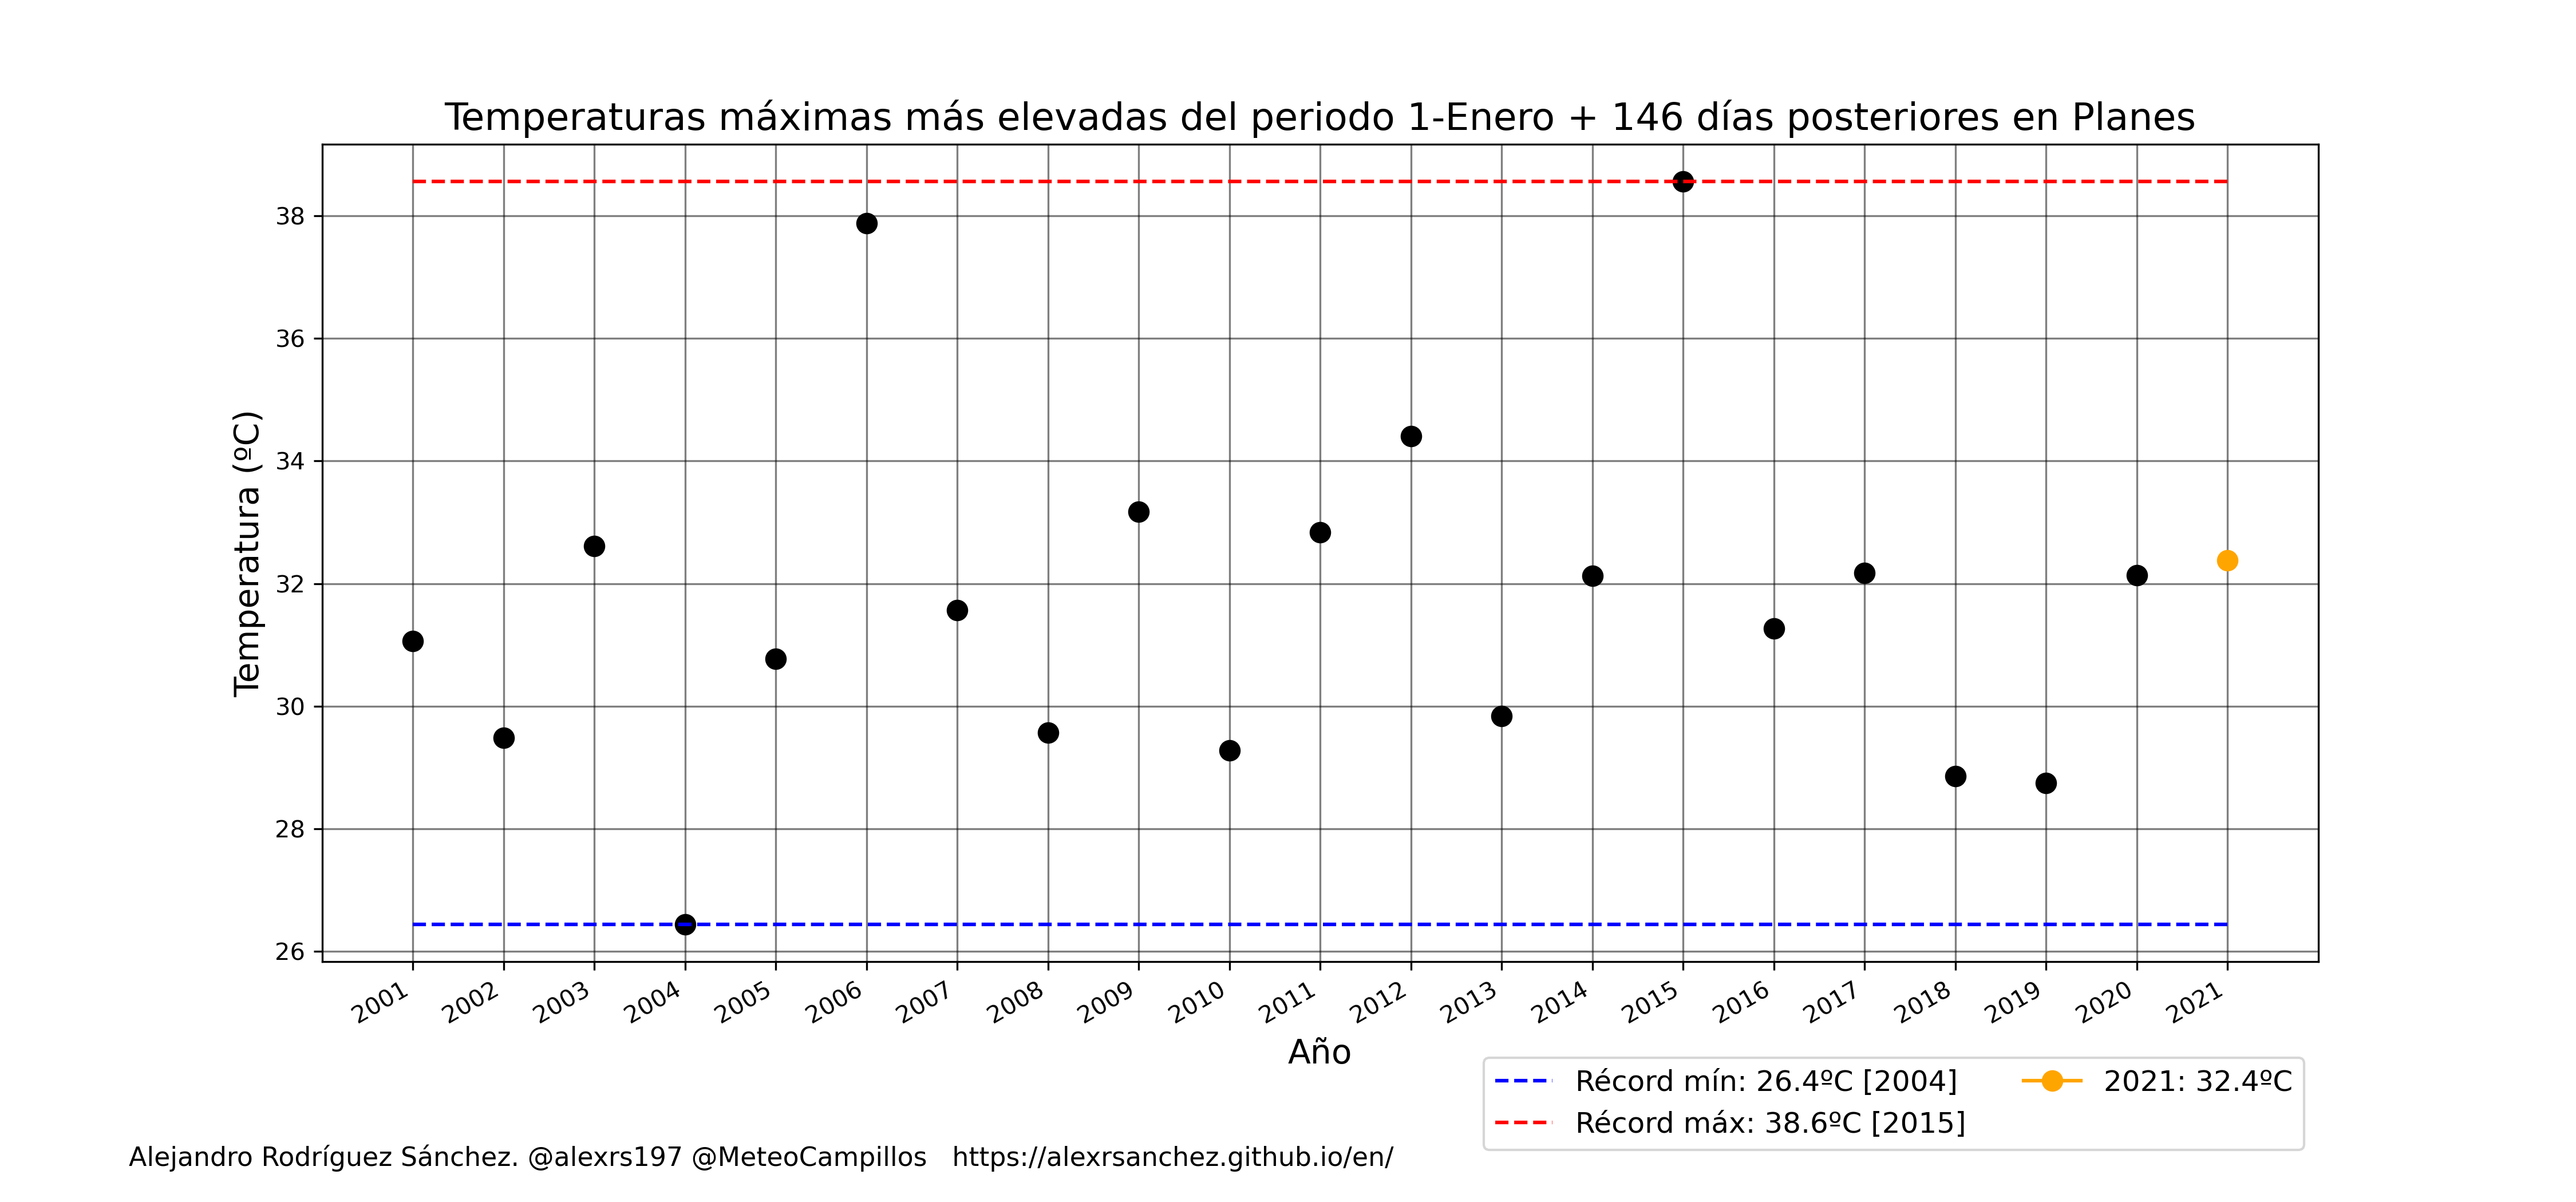 Temperaturas máximas más elevadas del periodo 1-Enero + 146 días posteriores en Planes
Temperatura (ºC)
38
36
34
32
30
28
26
2001 2002 2003 2004 2005 2006 2007 2008 2009 2010 2011 2012 2013 2014 2015 2016 2017 2018 2019 2020 2021
Año
Récord mín: 26.4ºC [2004]
Récord máx: 38.6ºC [2015]
2021: 32.4ºC
Alejandro Rodríguez Sánchez. @alexrs197 @MeteoCampillos https://alexrsanchez.github.io/en/